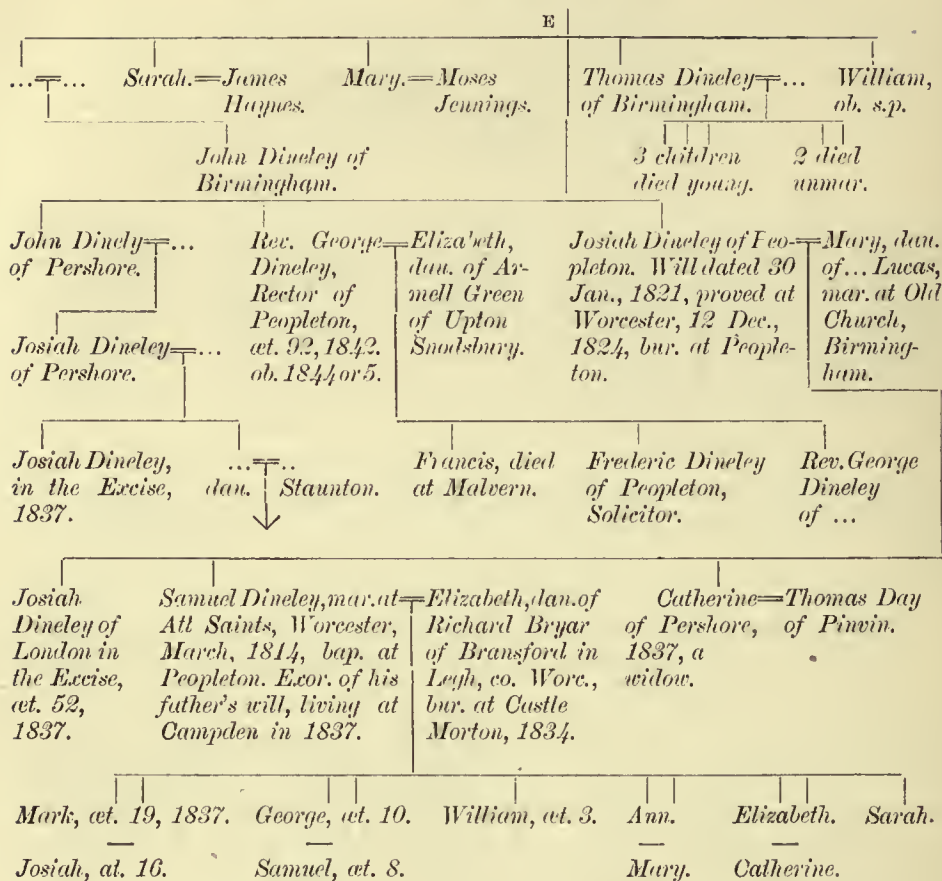 E
...=... Sarah.=James Haynes. Mary.=Moses Jennings. Thomas Dineley=... of Birmingham. William, ob. s.p.
John Dineley of
Birmingham.
3 children
died young.
2 died
unmar.
John Dinely=...
of Pershore.
Rev. George=
Dineley,
Rector of
Peopleton,
æt. 92, 1842.
ob. 1844 or 5.
Eliza'beth,
dau. of Ar-
mell Green
of Upton
Snodsbury.
Josiah Dineley of Peo-=
pleton. Will dated 30
Jan., 1821, proved at
Worcester, 12 Dec.,
1824, bur. at People-
ton.
Mary, dau.
of... Lucas,
mar. at Old
Church,
Birming-
ham.
Josiah Dineley=...
of Pershore.
Josiah Dineley,
in the Excise,
1837.
...=..
dau. Staunton.
Francis, died
at Malvern.
Frederic Dineley
of Peopleton,
Solicitor.
Rev. George
Dineley
of ...
Josiah
Dineley of
London in
the Excise,
æt. 52,
1837.
Samuel Dineley, mar. at=
All Saints, Worcester,
March, 1814, bap. at
Peopleton. Exor. of his
father's will, living at
Campden in 1837.
Elizabeth, dan. of
Richard Bryar
of Bransford in
Legh, co. Worc.,
bur. at Castle
Morton, 1834.
Catherine=
of Pershore,
1837, a
widow.
Thomas Day
of Pinvin.
Mark, æt. 19, 1837. George, æt. 10. William, æt. 3. Ann. Elizabeth. Sarah.
Josiah, at. 16. Samuel, æt. 8. Mary. Catherine.